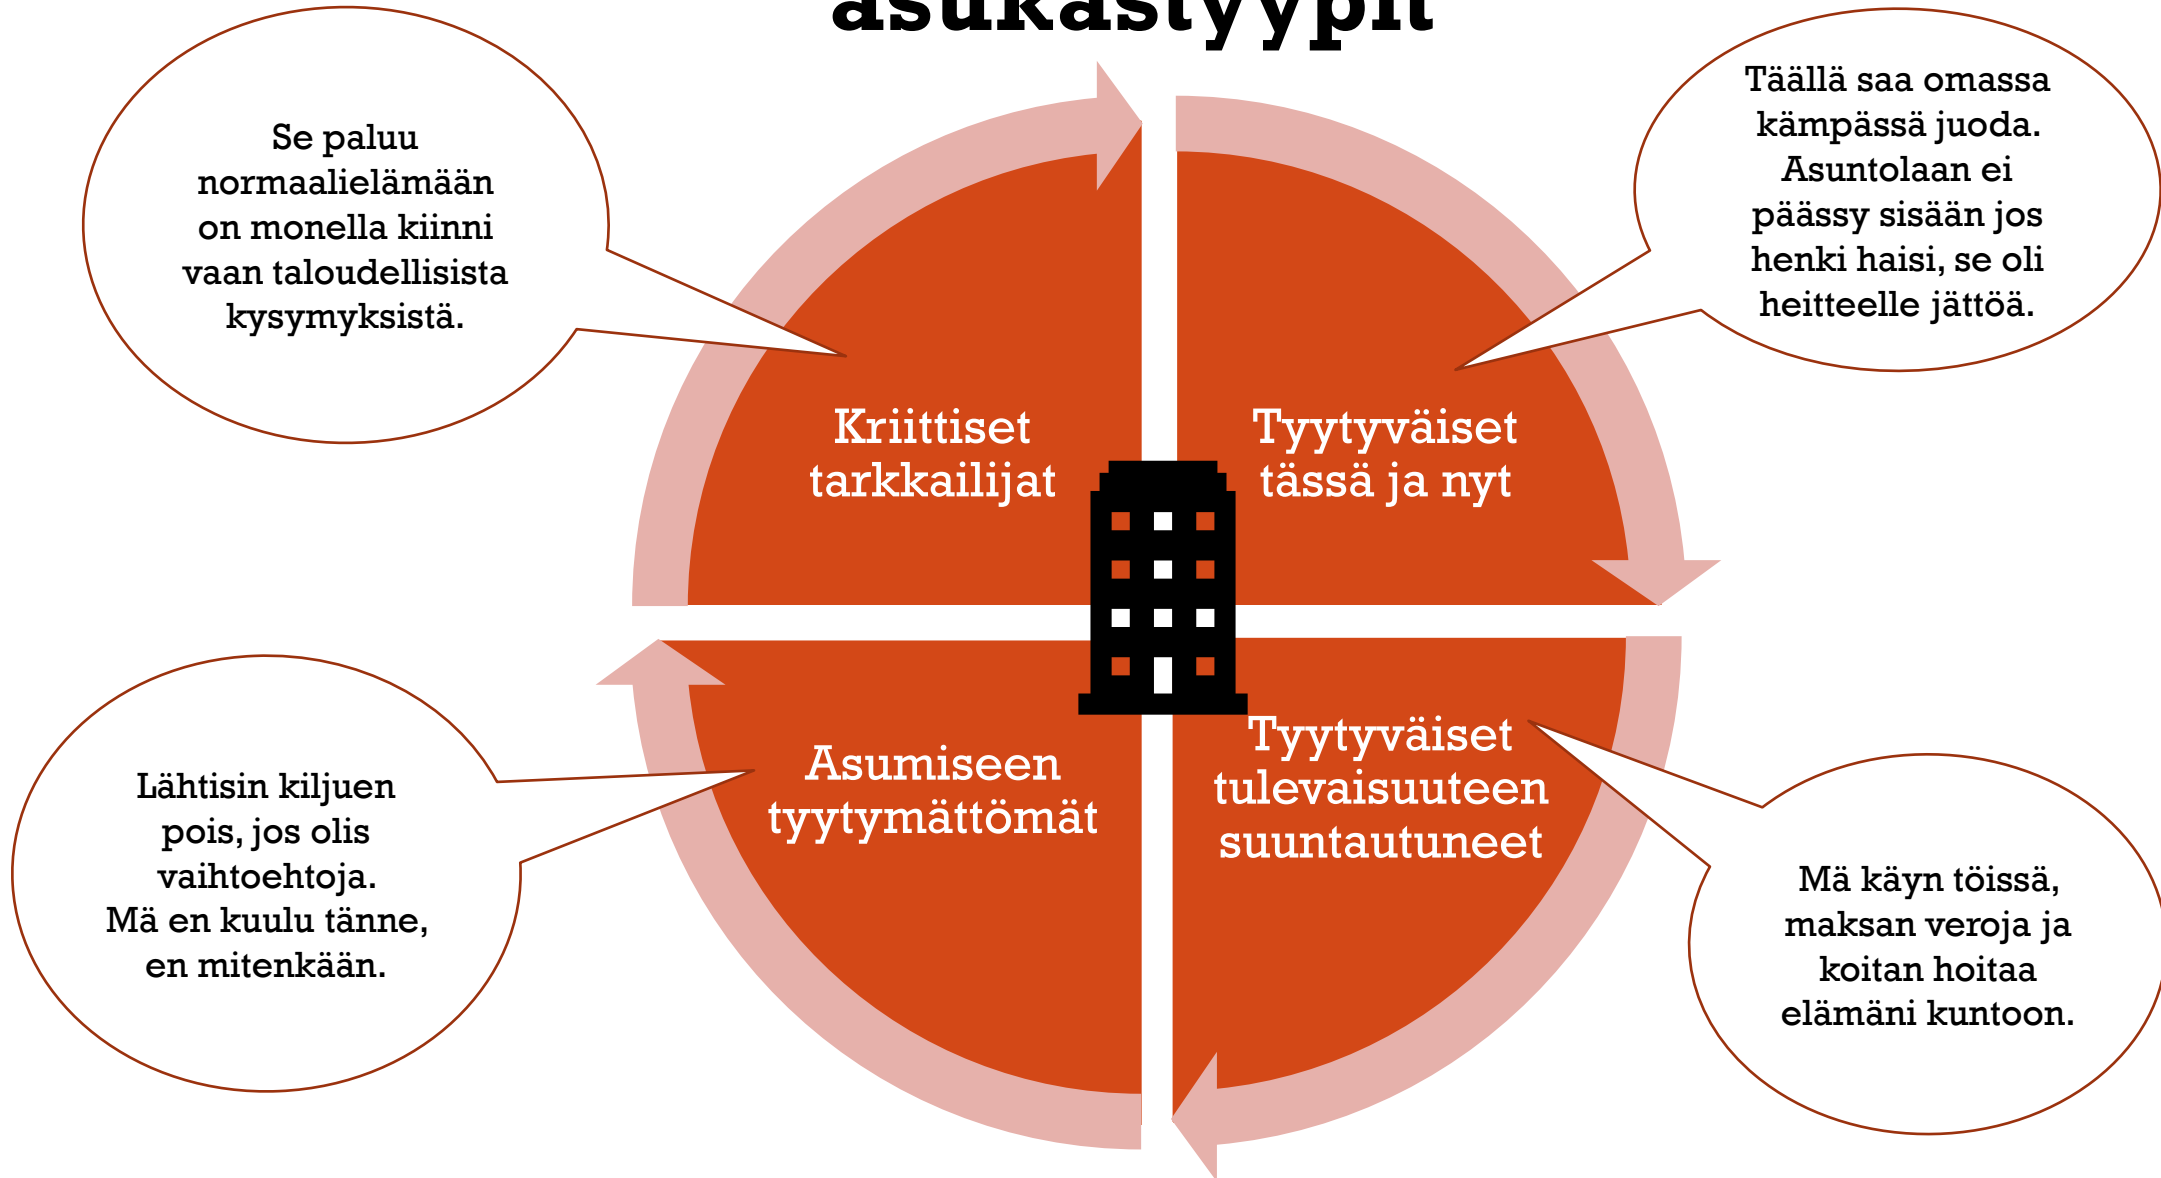 asukastyypit
Se paluu
normaalielämään
on monella kiinni
vaan taloudellisista
kysymyksistä.
Täällä saa omassa
kämpässä juoda.
Asuntolaan ei
päässy sisään jos
henki haisi, se oli
heitteelle jättöä.
Kriittiset
tarkkailijat
Tyytyväiset
tässä ja nyt
Asumiseen
tyytymättömät
Tyytyväiset
tulevaisuuteen
suuntautuneet
Lähtisin kiljuen
pois, jos olis
vaihtoehtoja.
Mä en kuulu tänne,
en mitenkään.
Mä käyn töissä,
maksan veroja ja
koitan hoitaa
elämäni kuntoon.